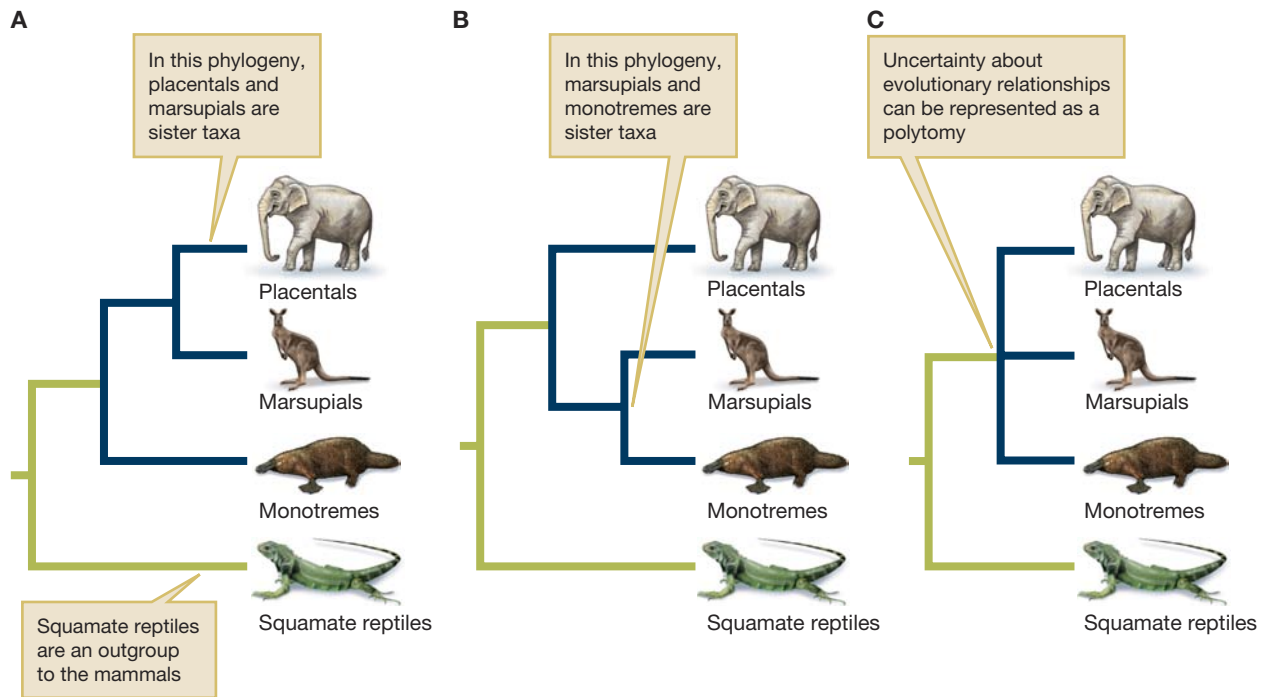 A
In this phylogeny,
placentals and
marsupials are
sister taxa
Placentals
Marsupials
Monotremes
Squamate reptiles
Squamate reptiles
are an outgroup
to the mammals
B
In this phylogeny,
marsupials and
monotremes are
sister taxa
Placentals
Marsupials
Monotremes
Squamate reptiles
C
Uncertainty about
evolutionary relationships
can be represented as a
polytomy
Placentals
Marsupials
Monotremes
Squamate reptiles